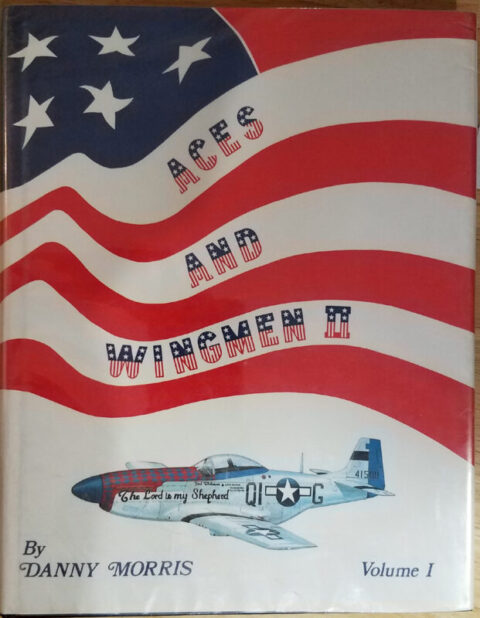 ACES
AND
WINGMEN II
The Lord is my Shepherd
QI
G
By
DANNY MORRIS
Volume I